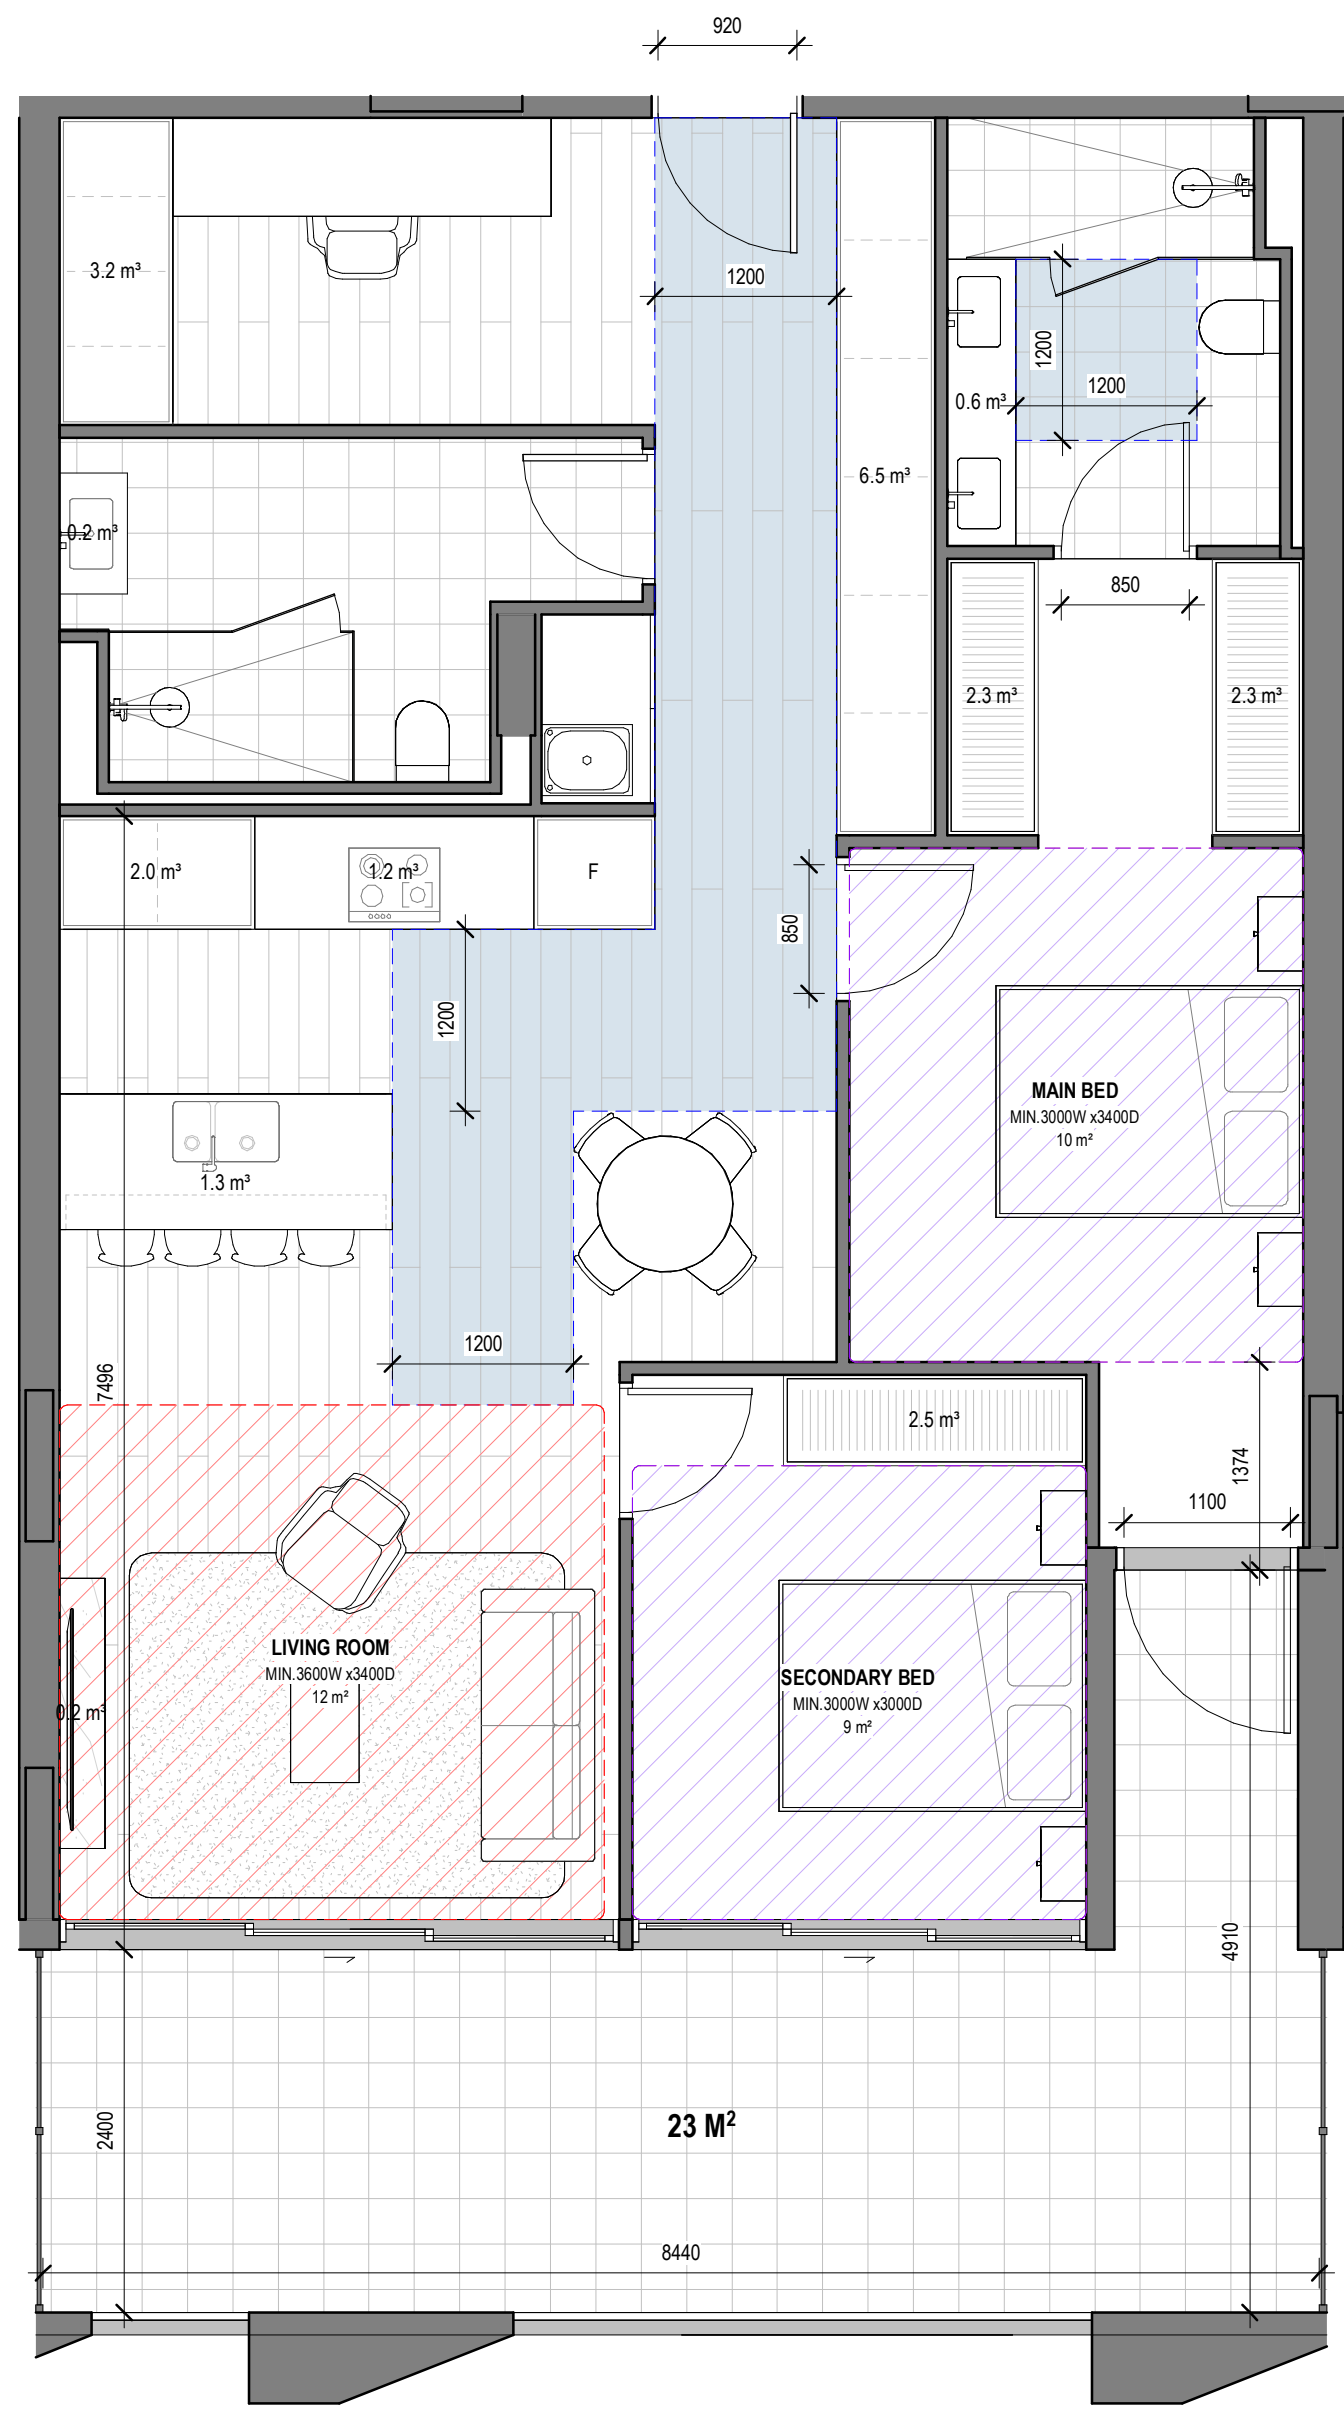 920
3.2 m³
1200
1200
1200
0.6 m³
6.5 m³
0.2 m³
850
2.3 m³
2.3 m³
2.0 m³
1.2 m³
F
850
1200
MAIN BED
MIN.3000W x3400D
10 m²
1.3 m³
1200
7496
2.5 m³
1374
1100
LIVING ROOM
MIN.3600W x3400D
12 m²
SECONDARY BED
MIN.3000W x3000D
9 m²
0.2 m³
4910
2400
23 M²
8440